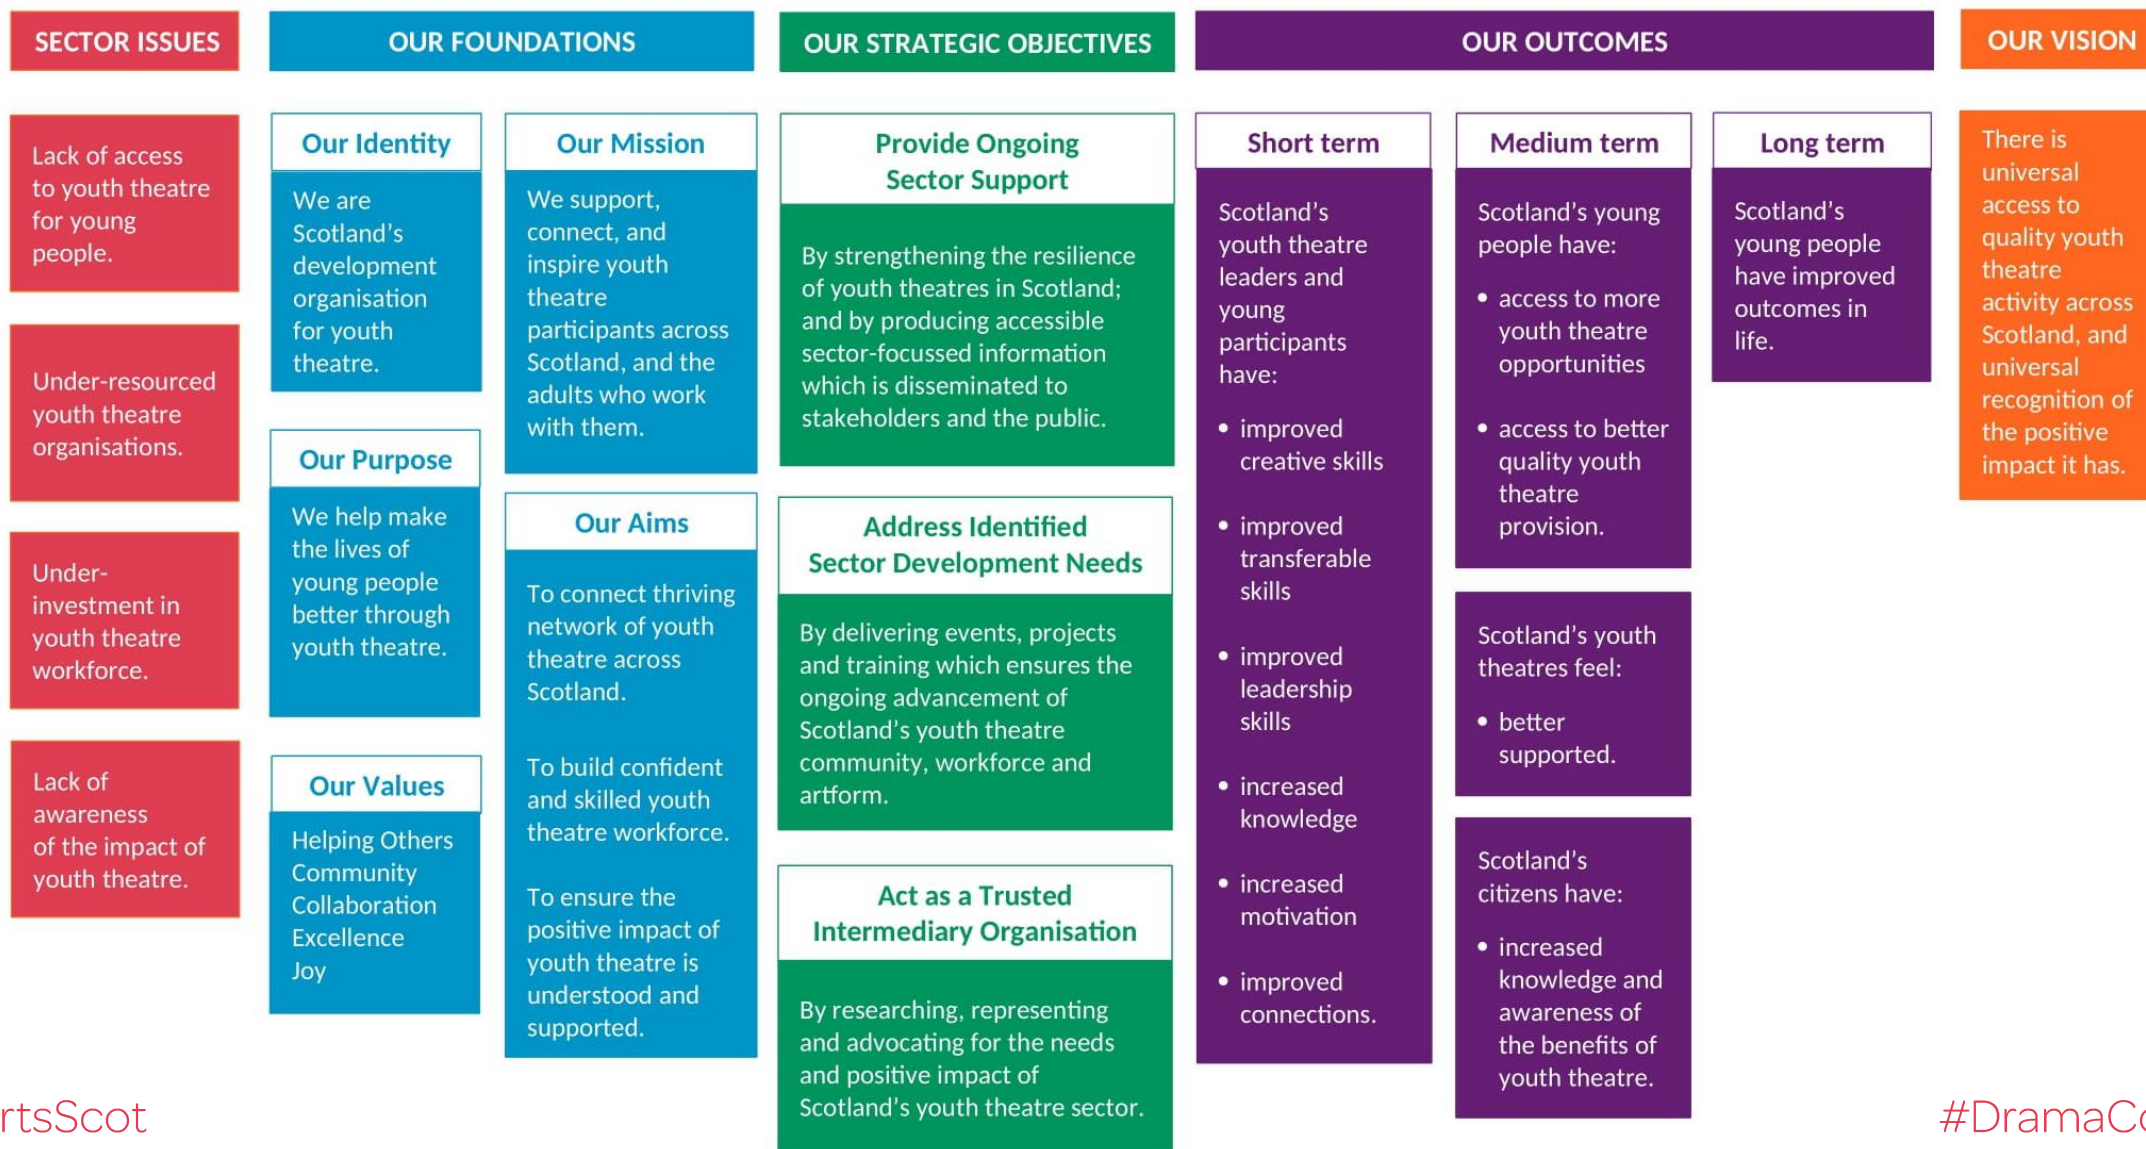 SECTOR ISSUES
Lack of access
to youth theatre
for young
people.
Under-resourced
youth theatre
organisations.
Under-
investment in
youth theatre
workforce.
Lack of
awareness
of the impact of
youth theatre.
OUR FOUNDATIONS
Our Identity
We are
Scotland’s
development
organisation
for youth
theatre.
Our Purpose
We help make
the lives of
young people
better through
youth theatre.
Our Values
Helping Others
Community
Collaboration
Excellence
Joy
Our Mission
We support,
connect, and
inspire youth
theatre
participants across
Scotland, and the
adults who work
with them.
Our Aims
To connect thriving
network of youth
theatre across
Scotland.
To build confident
and skilled youth
theatre workforce.
To ensure the
positive impact of
youth theatre is
understood and
supported.
OUR STRATEGIC OBJECTIVES
Provide Ongoing
Sector Support
By strengthening the resilience
of youth theatres in Scotland;
and by producing accessible
sector-focussed information
which is disseminated to
stakeholders and the public.
Address Identified
Sector Development Needs
By delivering events, projects
and training which ensures the
ongoing advancement of
Scotland’s youth theatre
community, workforce and
artform.
Act as a Trusted
Intermediary Organisation
By researching, representing
and advocating for the needs
and positive impact of
Scotland’s youth theatre sector.
OUR OUTCOMES
Short term
Scotland’s
youth theatre
leaders and
young
participants
have:
• improved
creative skills
• improved
transferable
skills
• improved
leadership
skills
• increased
knowledge
• increased
motivation
• improved
connections.
Medium term
Scotland’s young
people have:
• access to more
youth theatre
opportunities
• access to better
quality youth
theatre
provision.
Scotland’s youth
theatres feel:
• better
supported.
Scotland’s
citizens have:
• increased
knowledge and
awareness of
the benefits of
youth theatre.
Long term
Scotland’s
young people
have improved
outcomes in
life.
OUR VISION
There is
universal
access to
quality youth
theatre
activity across
Scotland, and
universal
recognition of
the positive
impact it has.
rtsScot
#DramaCo